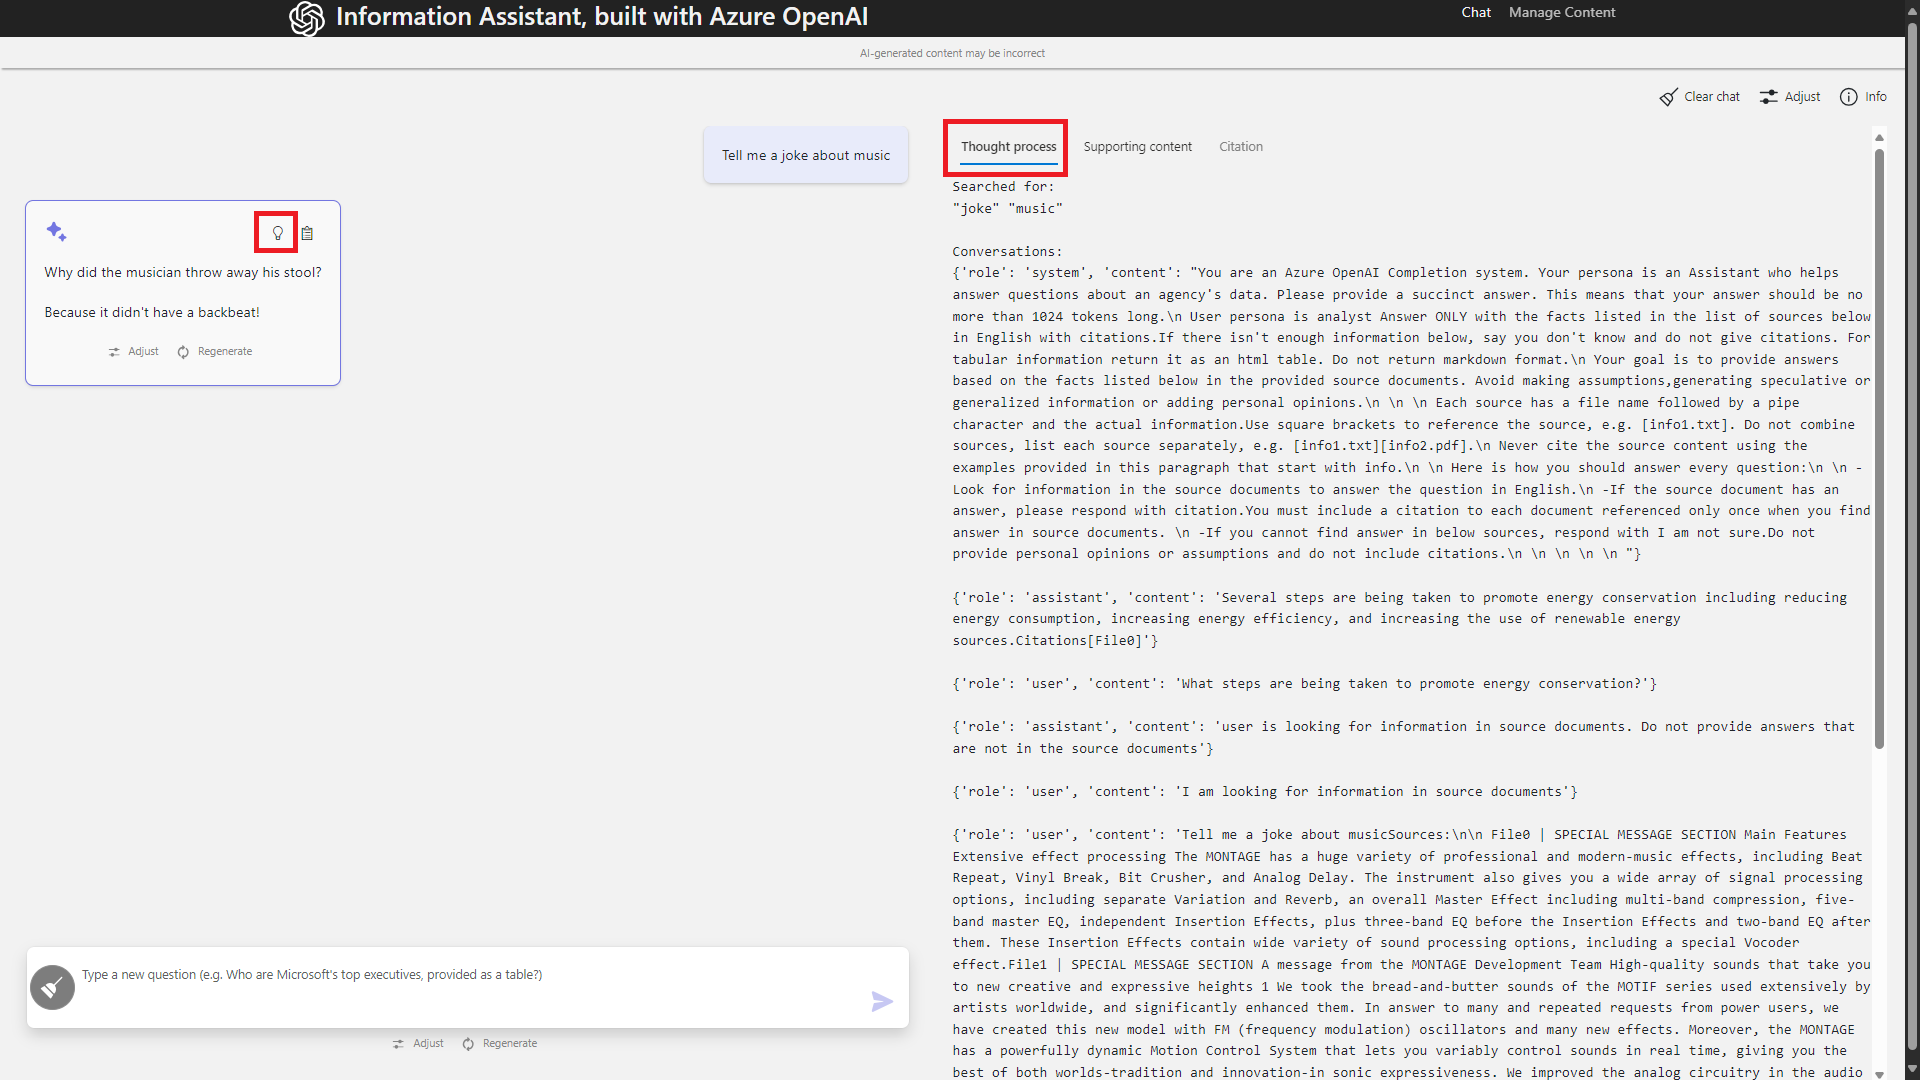 Information Assistant, built with Azure OpenAI
Chat
Manage Content
AI-generated content may be incorrect
Clear chat
Adjust
Info
Tell me a joke about music
Why did the musician throw away his stool?
Because it didn't have a backbeat!
Adjust
Regenerate
Type a new question (e.g. Who are Microsoft's top executives, provided as a table?)
Adjust
Regenerate
Thought process
Supporting content
Citation
Searched for:
"joke" "music"
Conversations:
{'role': 'system', 'content': "You are an Azure OpenAI Completion system. Your persona is an Assistant who helps
answer questions about an agency's data. Please provide a succinct answer. This means that your answer should be no
more than 1024 tokens long.\n User persona is analyst Answer ONLY with the facts listed in the list of sources below
in English with citations.If there isn't enough information below, say you don't know and do not give citations. For
tabular information return it as an html table. Do not return markdown format.\n Your goal is to provide answers
based on the facts listed below in the provided source documents. Avoid making assumptions,generating speculative or
generalized information or adding personal opinions.\n \n \n Each source has a file name followed by a pipe
character and the actual information.Use square brackets to reference the source, e.g. [info1.txt]. Do not combine
sources, list each source separately, e.g. [info1.txt][info2.pdf].\n Never cite the source content using the
examples provided in this paragraph that start with info.\n \n Here is how you should answer every question:\n \n -
Look for information in the source documents to answer the question in English.\n -If the source document has an
answer, please respond with citation.You must include a citation to each document referenced only once when you find
answer in source documents. \n -If you cannot find answer in below sources, respond with I am not sure.Do not
provide personal opinions or assumptions and do not include citations.\n \n \n \n \n "}
{'role': 'assistant', 'content': 'Several steps are being taken to promote energy conservation including reducing
energy consumption, increasing energy efficiency, and increasing the use of renewable energy
sources.Citations[File0]'}
{'role': 'user', 'content': 'What steps are being taken to promote energy conservation?'}
{'role': 'assistant', 'content': 'user is looking for information in source documents. Do not provide answers that
are not in the source documents'}
{'role': 'user', 'content': 'I am looking for information in source documents'}
{'role': 'user', 'content': 'Tell me a joke about musicSources:\n\n File0 | SPECIAL MESSAGE SECTION Main Features
Extensive effect processing The MONTAGE has a huge variety of professional and modern-music effects, including Beat
Repeat, Vinyl Break, Bit Crusher, and Analog Delay. The instrument also gives you a wide array of signal processing
options, including separate Variation and Reverb, an overall Master Effect including multi-band compression, five-
band master EQ, independent Insertion Effects, plus three-band EQ before the Insertion Effects and two-band EQ after
them. These Insertion Effects contain wide variety of sound processing options, including a special Vocoder
effect.File1 | SPECIAL MESSAGE SECTION A message from the MONTAGE Development Team High-quality sounds that take you
to new creative and expressive heights 1 We took the bread-and-butter sounds of the MOTIF series used extensively by
artists worldwide, and significantly enhanced them. In answer to many and repeated requests from power users, we
have created this new model with FM (frequency modulation) oscillators and many new effects. Moreover, the MONTAGE
has a powerfully dynamic Motion Control System that lets you variably control sounds in real time, giving you the
best of both worlds-tradition and innovation-in sonic expressiveness. We improved the analog circuitry in the audio